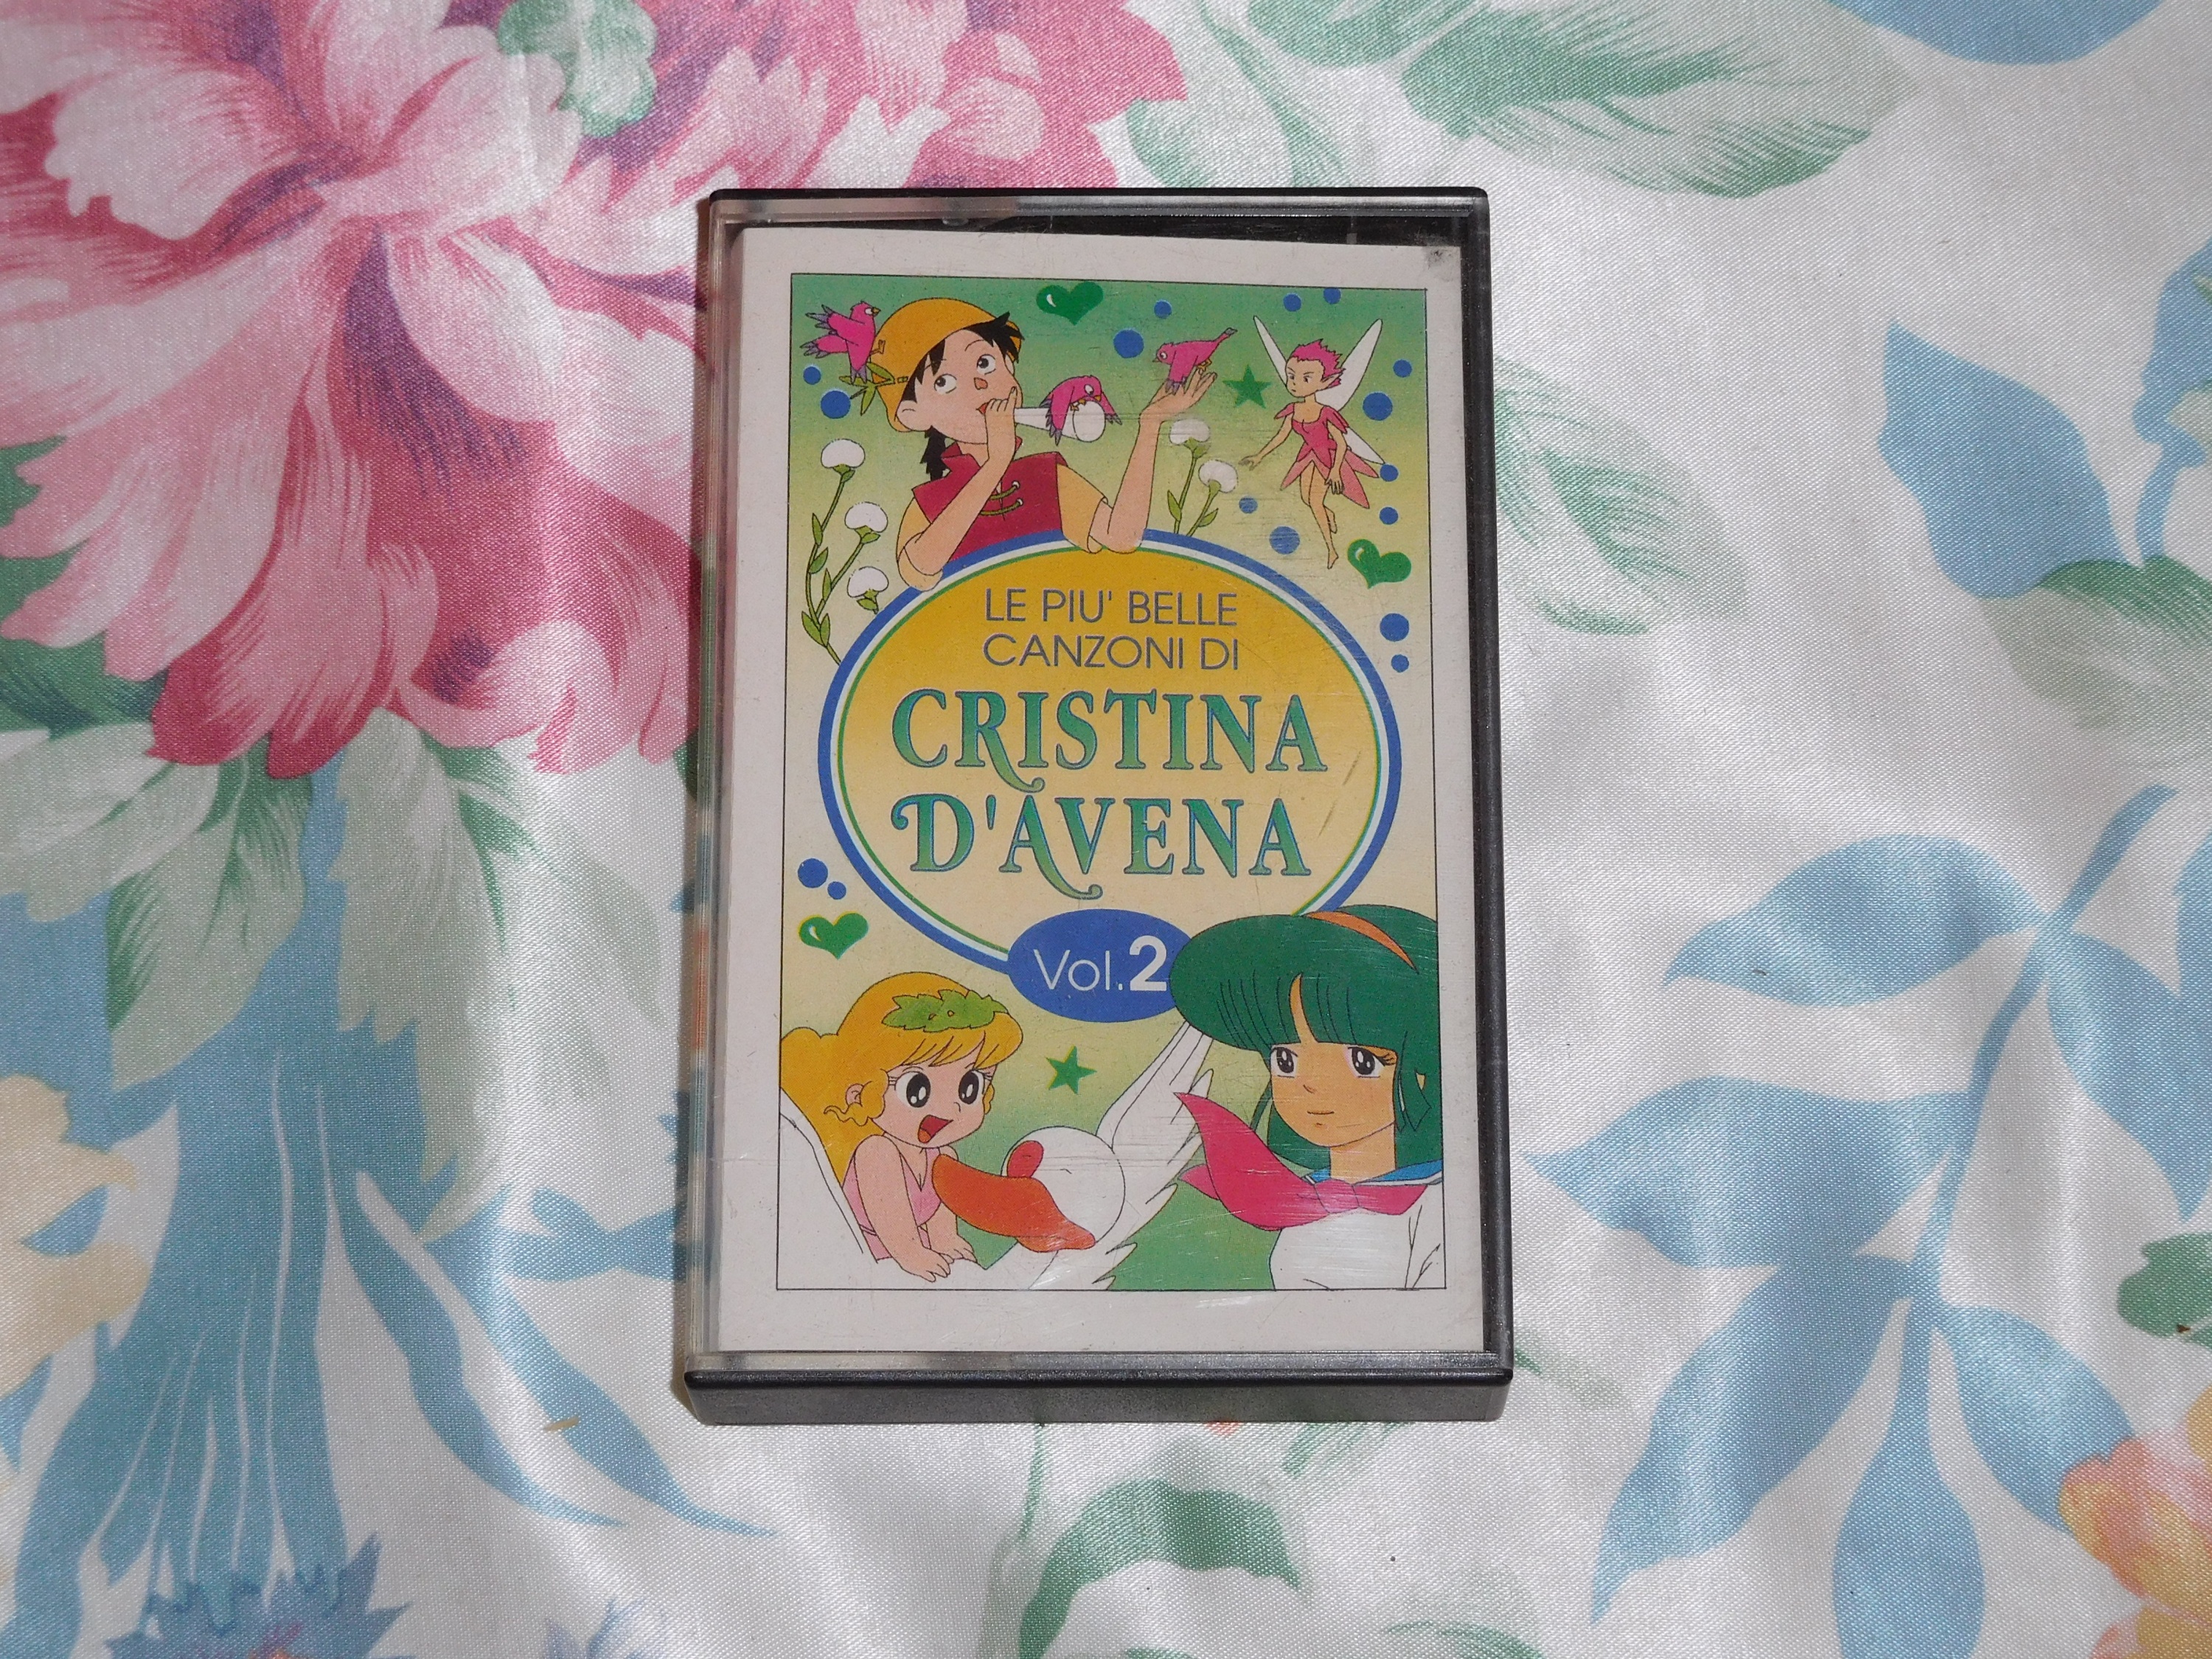 LE PIU' BELLE
CANZONI DI
CRISTINA
D'AVENA
Vol.2